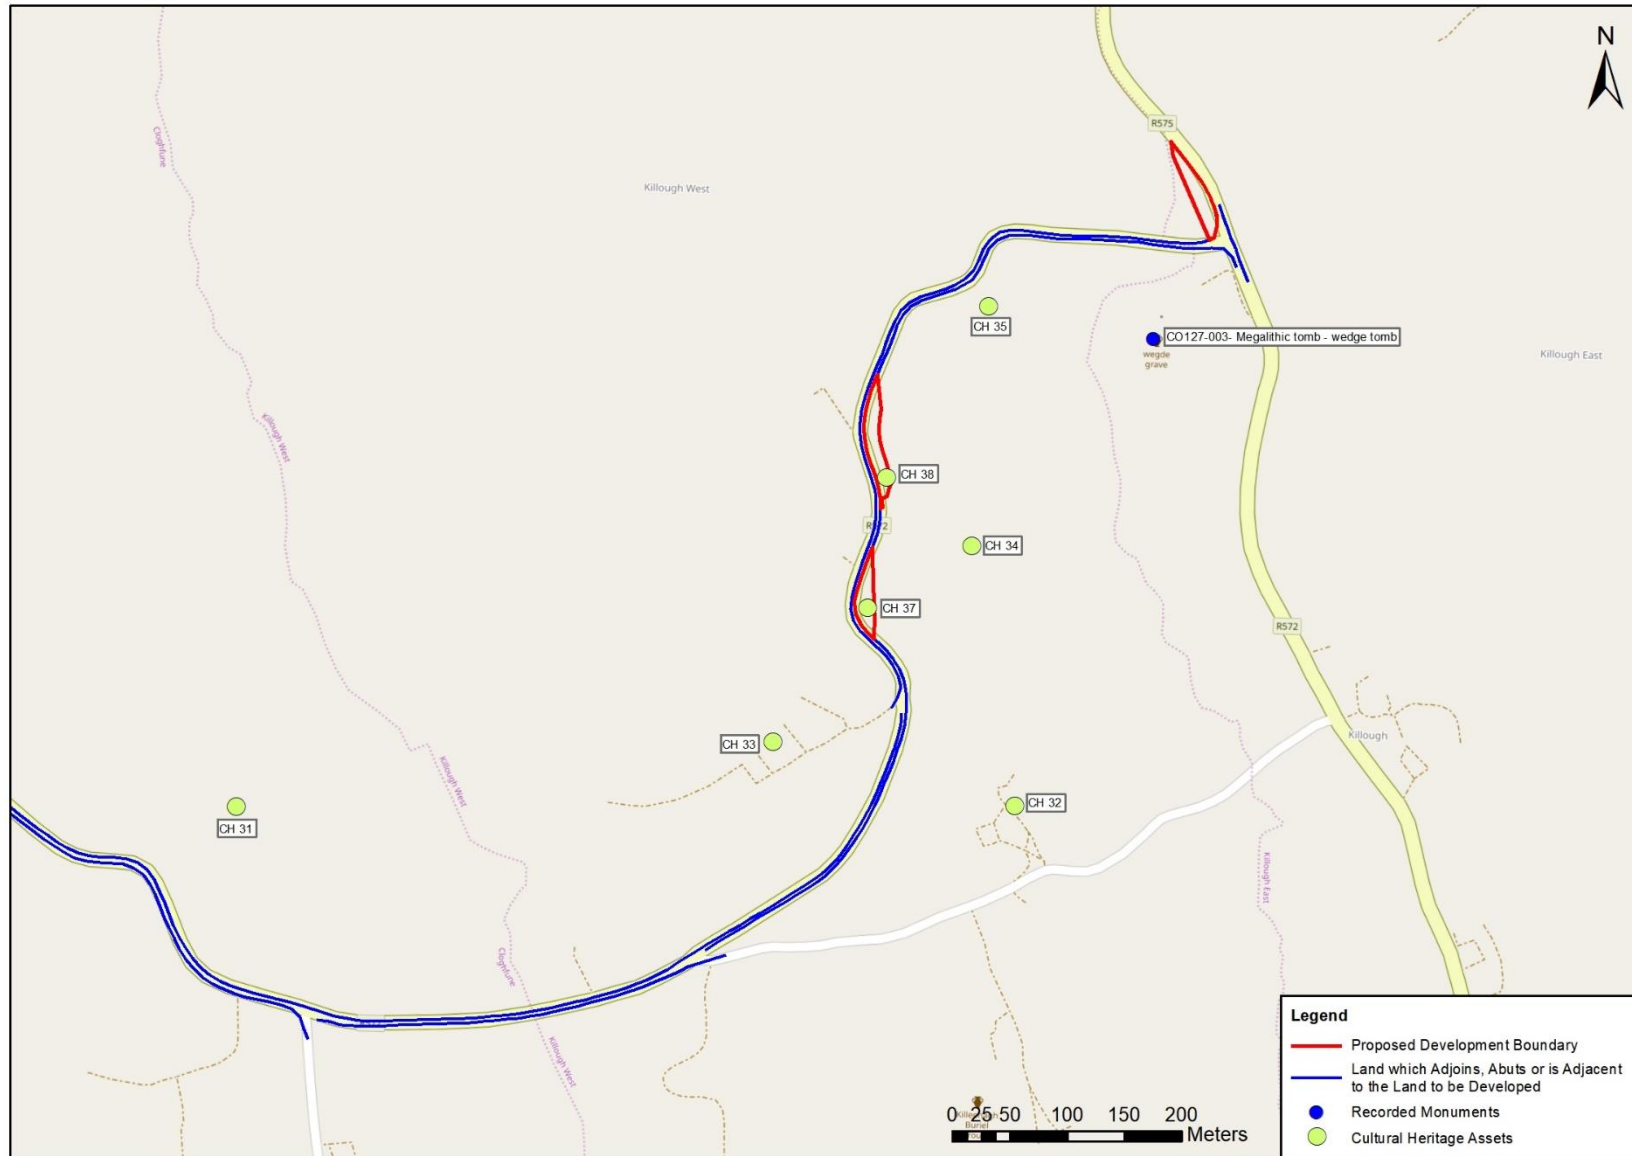 N
R575
Cloghfune
Killough West
CH 35
CO127-003- Megalithic tomb - wedge tomb
wegde
grave
Killough East
Killough West
CH 38
CH 34
CH 37
R572
CH 33
Killough
Killough West
CH 32
CH 31
Killough East
Cloghfune
Killough West
Legend
Proposed Development Boundary
Land which Adjoins, Abuts or is Adjacent
to the Land to be Developed
Recorded Monuments
Cultural Heritage Assets
0 25 50 100 150 200
Meters
Burial